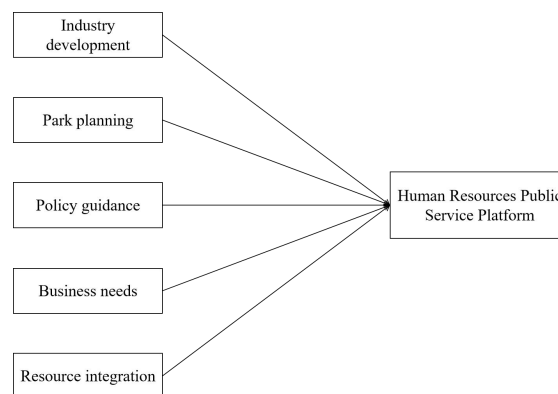 Industry
development
Park planning
Policy guidance
Human Resources Public
Service Platform
Business needs
Resource integration